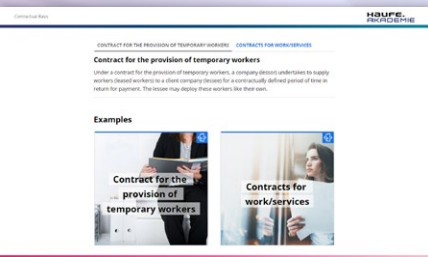 Contractual Basis
HAUFE.
AKADEMIE
CONTRACT FOR THE PROVISION OF TEMPORARY WORKERS CONTRACTS FOR WORK/SERVICES
Contract for the provision of temporary workers
Under a contract for the provision of temporary workers, a company (lessor) undertakes to supply
workers (leased workers) to a client company (lessee) for a contractually defined period of time in
return for payment. The lessee may deploy these workers like their own.
Examples
Contract for the
provision of
temporary workers
Contracts for
work/services